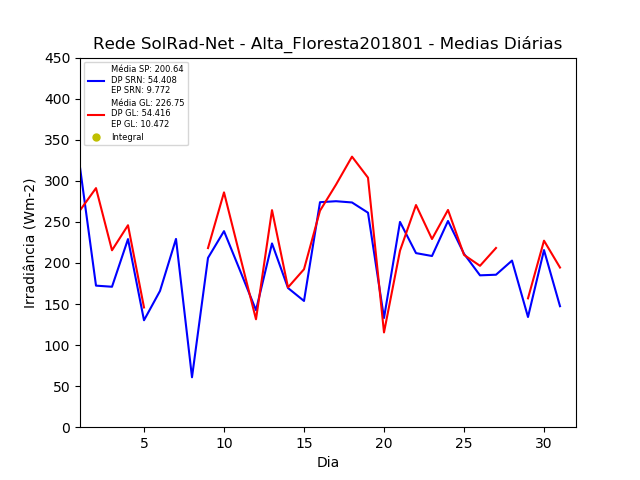 Rede SolRad-Net - Alta_Floresta201801 - Medias Diárias
Irradiância (Wm-2)
450
400
350
300
250
200
150
100
50
0
Média SP: 200.64
DP SRN: 54.408
EP SRN: 9.772
Média GL: 226.75
DP GL: 54.416
EP GL: 10.472
Integral
5
10
15
20
25
30
Dia